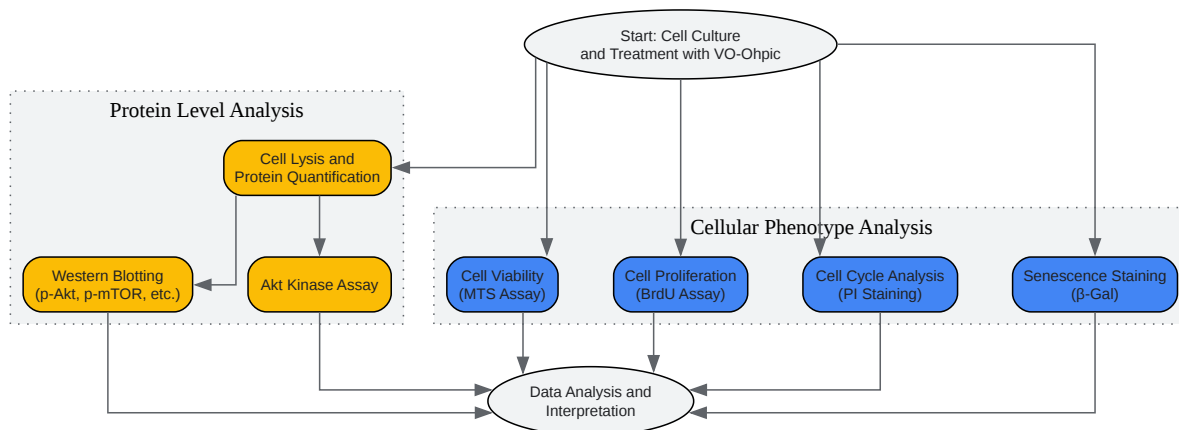 Start: Cell Culture
and Treatment with VO-Ohpic
Protein Level Analysis
Cell Lysis and
Protein Quantification
Cellular Phenotype Analysis
Western Blotting
(p-Akt, p-mTOR, etc.)
Akt Kinase Assay
Cell Viability
(MTS Assay)
Cell Proliferation
(BrdU Assay)
Cell Cycle Analysis
(PI Staining)
Senescence Staining
(β-Gal)
Data Analysis and
Interpretation